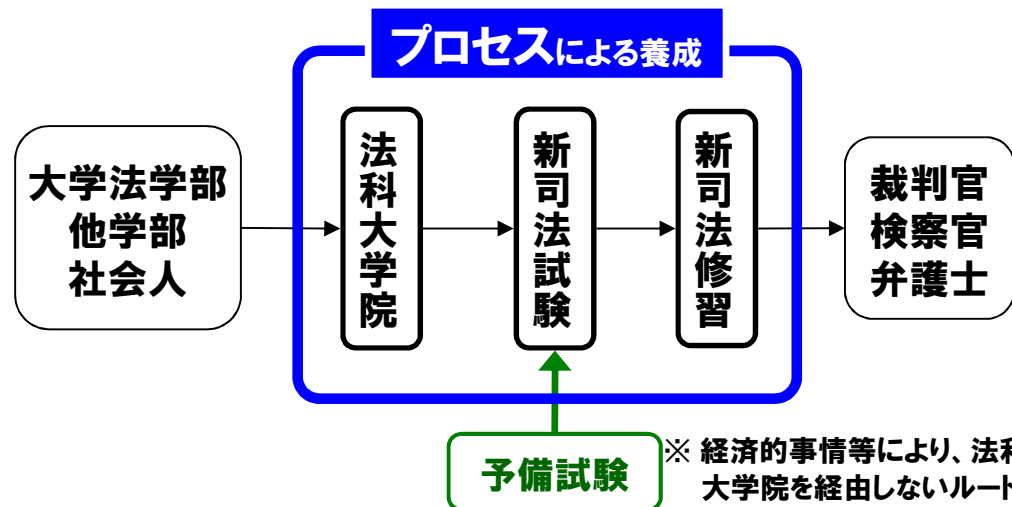 プロセスによる養成
大学法学部
他学部
社会人
法科大学院
新司法試験
新司法修習
裁判官
検察官
弁護士
予備試験
※ 経済的事情等により、法科
大学院を経由しないルート